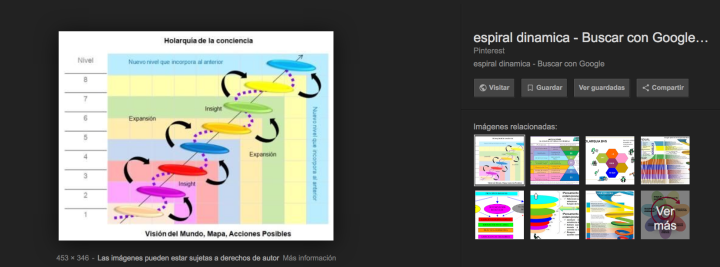 Holarquia de la conciencia
Nivel
Nuevo nivel que incorpora al anterior
8
7
6
5
4
3
2
1
Insight
Expansión
Expansión
Insight
Nuevo nivel que incorpora al anterior
Visión del Mundo, Mapa, Acciones Posibles
453 × 346 - Las imágenes pueden estar sujetas a derechos de autor Más información
espiral dinamica - Buscar con Google…
Pinterest
espiral dinamica - Buscar con Google
Visitar
Guardar
Ver guardadas
Compartir
Imágenes relacionadas:
Ver
más